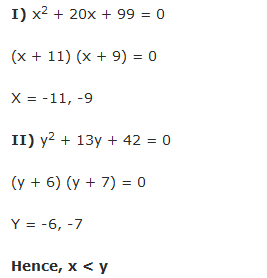 I) x² + 20x + 99 = 0
(x + 11) (x + 9) = 0
X = -11, -9
II) y² + 13y + 42 = 0
(y + 6) (y + 7) = 0
Y = -6, -7
Hence, x < y